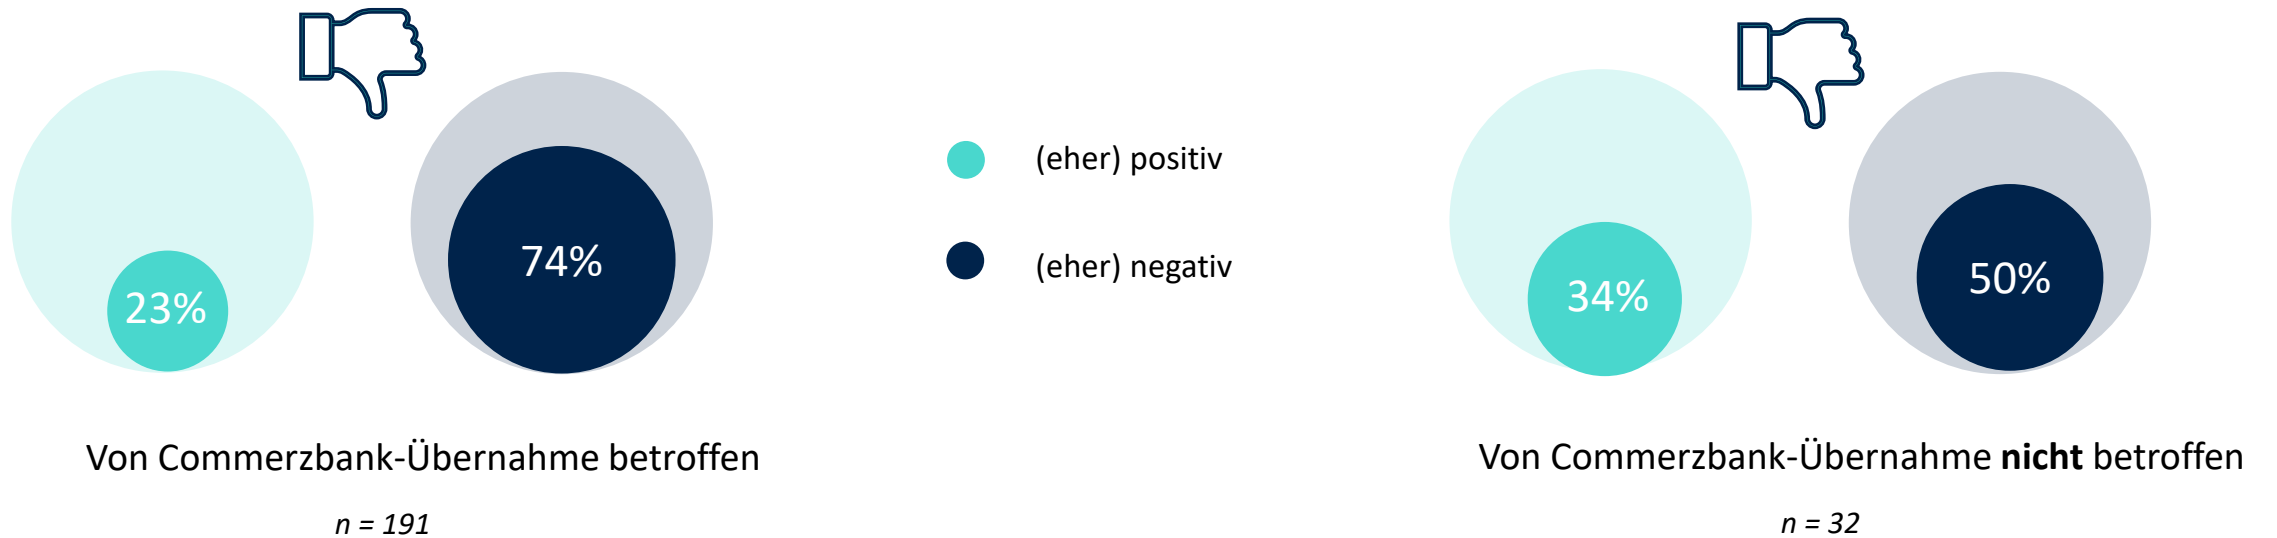 23%
74%
Von Commerzbank-Übernahme betroffen
n = 191
(eher) positiv
(eher) negativ
34%
50%
Von Commerzbank-Übernahme nicht betroffen
n = 32